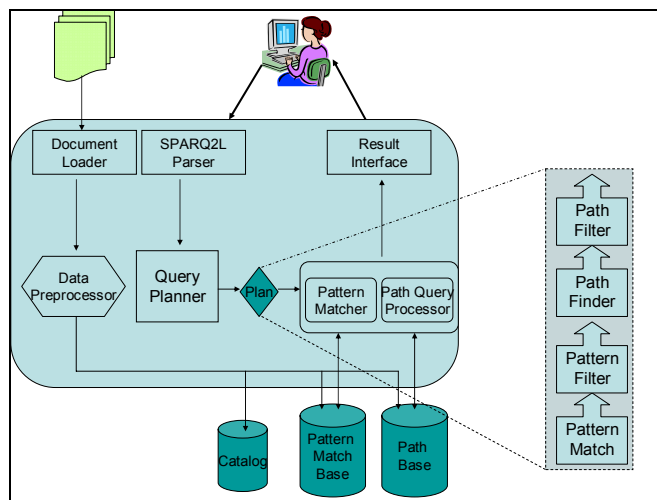 Document
Loader
SPARQ2L
Parser
Result
Interface
Data
Preprocessor
Query
Planner
Plan
Pattern
Matcher
Path Query
Processor
Catalog
Pattern
Match
Base
Path
Base
Path
Filter
Path
Finder
Pattern
Filter
Pattern
Match